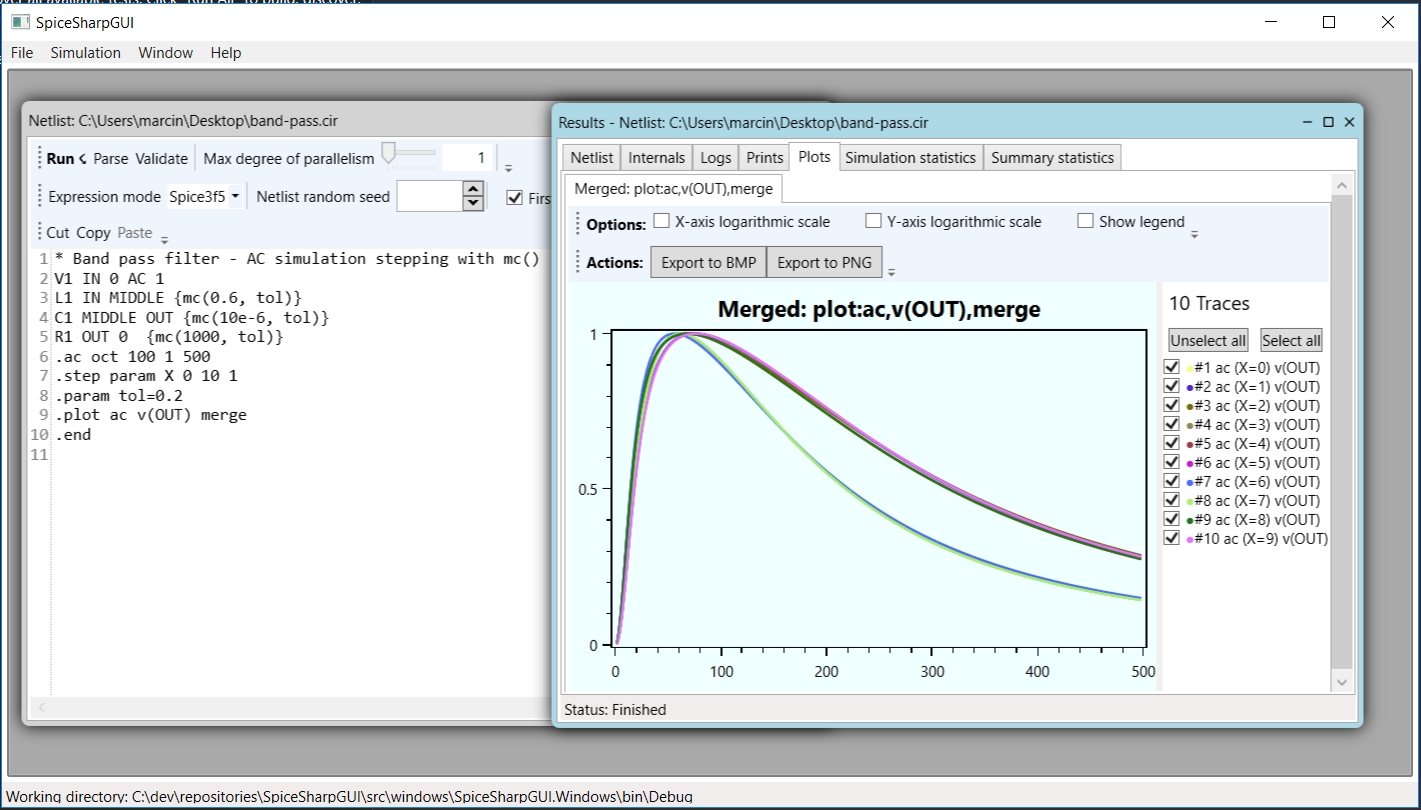 SpiceSharpGUI
File Simulation Window Help
Netlist: C:\Users\marcin\Desktop\band-pass.cir
Run Parse Validate Max degree of parallelism 1
Expression mode Spice3f5 Netlist random seed
Cut Copy Paste
1 * Band pass filter - AC simulation stepping with mc()
2 V1 IN 0 AC 1
3 L1 IN MIDDLE {mc(0.6, tol)}
4 C1 MIDDLE OUT {mc(10e-6, tol)}
5 R1 OUT 0  {mc(1000, tol)}
6 .ac oct 100 1 500
7 .step param X 0 10 1
8 .param tol=0.2
9 .plot ac v(OUT) merge
10 .end
11
Results - Netlist: C:\Users\marcin\Desktop\band-pass.cir
Netlist Internals Logs Prints Plots Simulation statistics Summary statistics
Merged: plot:ac,v(OUT),merge
Options: X-axis logarithmic scale Y-axis logarithmic scale Show legend
Actions: Export to BMP Export to PNG
Merged: plot:ac,v(OUT),merge
1
0.5
0
0 100 200 300 400 500
10 Traces
Unselect all Select all
#1 ac (X=0) v(OUT)
#2 ac (X=1) v(OUT)
#3 ac (X=2) v(OUT)
#4 ac (X=3) v(OUT)
#5 ac (X=4) v(OUT)
#6 ac (X=5) v(OUT)
#7 ac (X=6) v(OUT)
#8 ac (X=7) v(OUT)
#9 ac (X=8) v(OUT)
#10 ac (X=9) v(OUT)
Status: Finished
Working directory: C:\dev\repositories\SpiceSharpGUI\src\windows\SpiceSharpGUI.Windows\bin\Debug